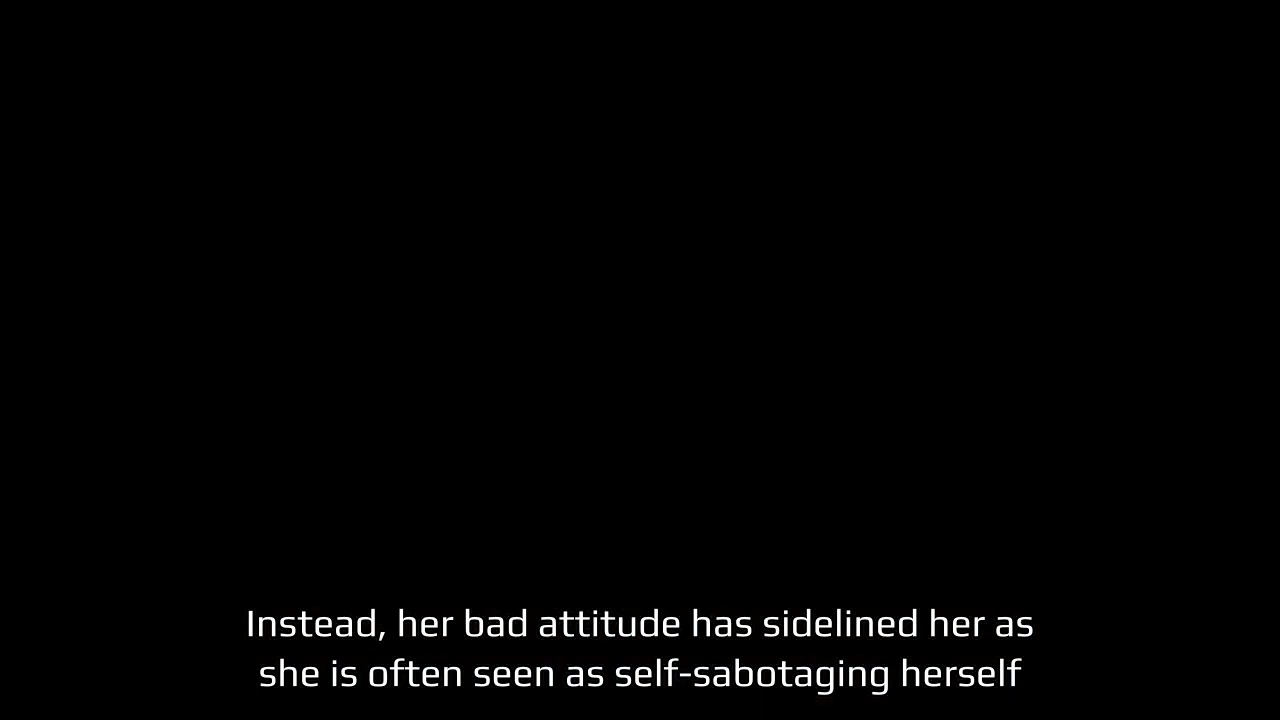 Instead, her bad attitude has sidelined her as
she is often seen as self-sabotaging herself